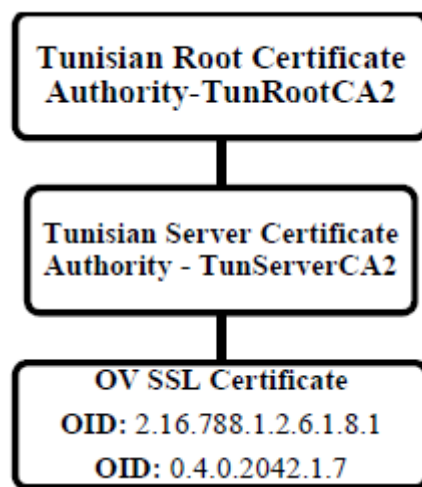 Tunisian Root Certificate
Authority-TunRootCA2
Tunisian Server Certificate
Authority - TunServerCA2
OV SSL Certificate
OID: 2.16.788.1.2.6.1.8.1
OID: 0.4.0.2042.1.7